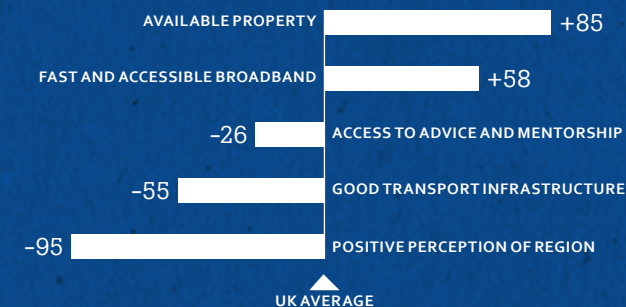 AVAILABLE PROPERTY +85
FAST AND ACCESSIBLE BROADBAND +58
-26 ACCESS TO ADVICE AND MENTORSHIP
-55 GOOD TRANSPORT INFRASTRUCTURE
-95 POSITIVE PERCEPTION OF REGION
UK AVERAGE